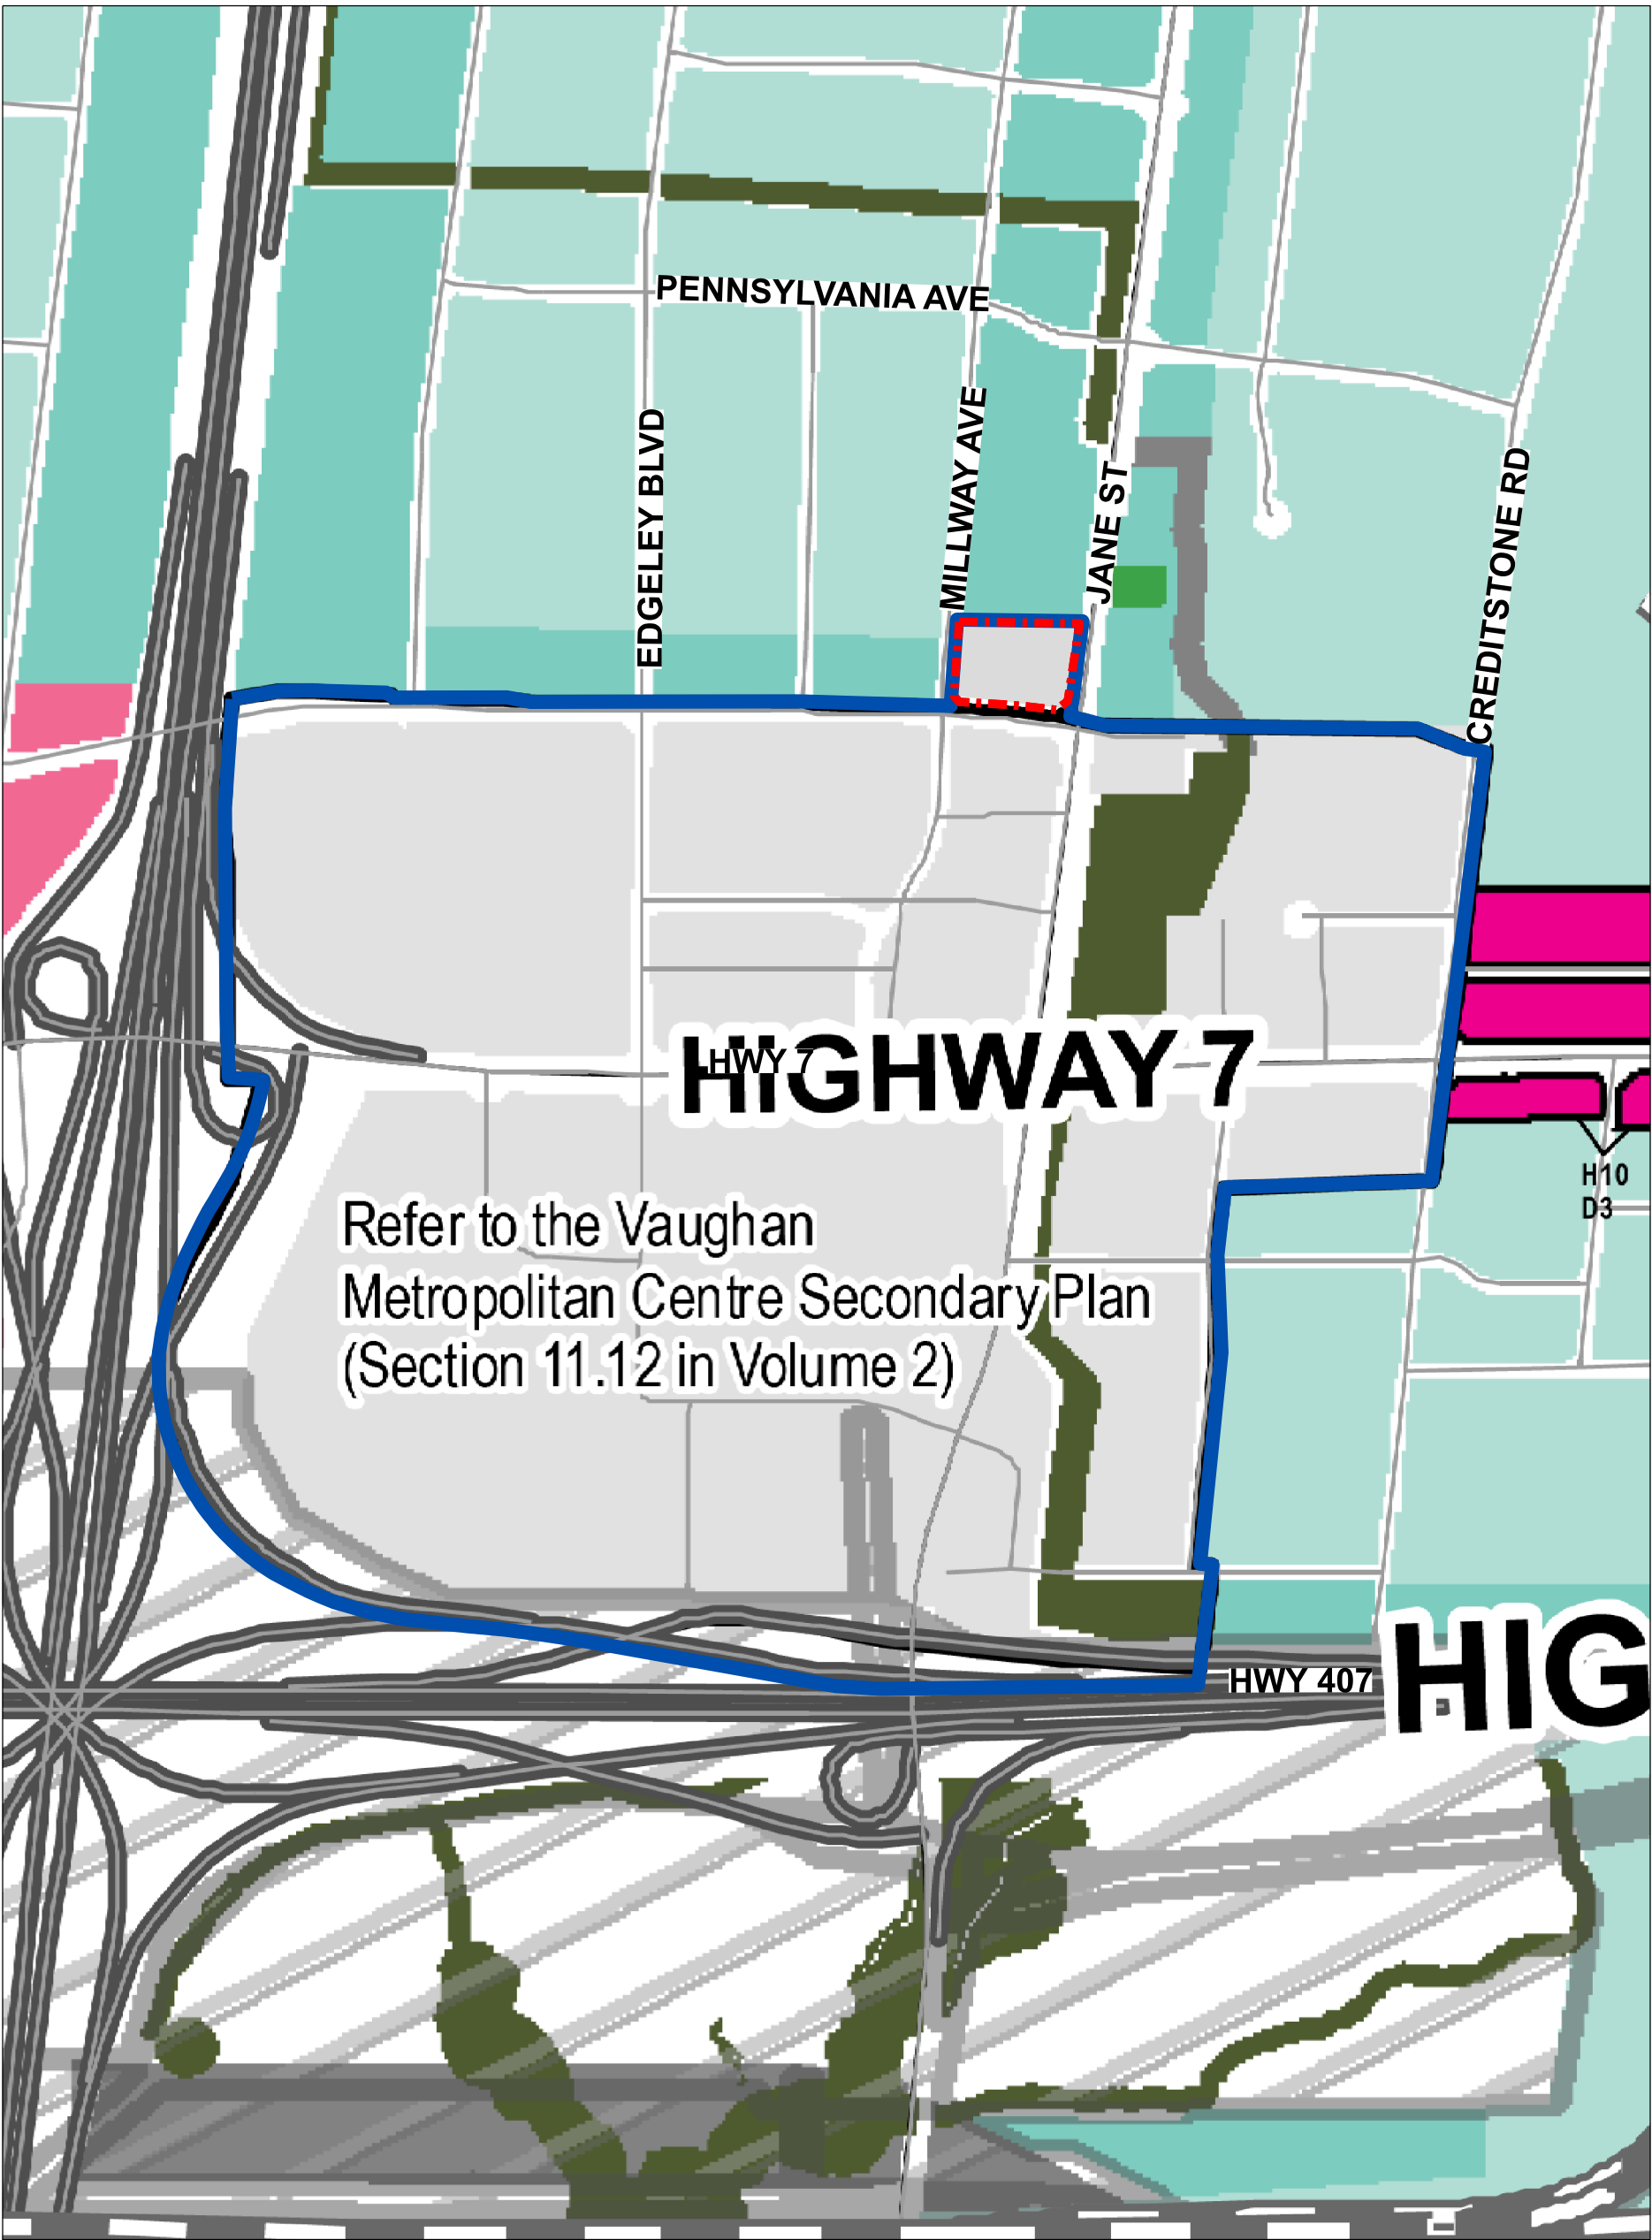 PENNSYLVANIA AVE
EDGELEY BLVD
MILLWAY AVE
JANE ST
CREDITSTONE RD
HWY 7
HIGHWAY 7
H10
D3
Refer to the Vaughan
Metropolitan Centre Secondary Plan
(Section 11.12 in Volume 2)
HWY 407
HIG